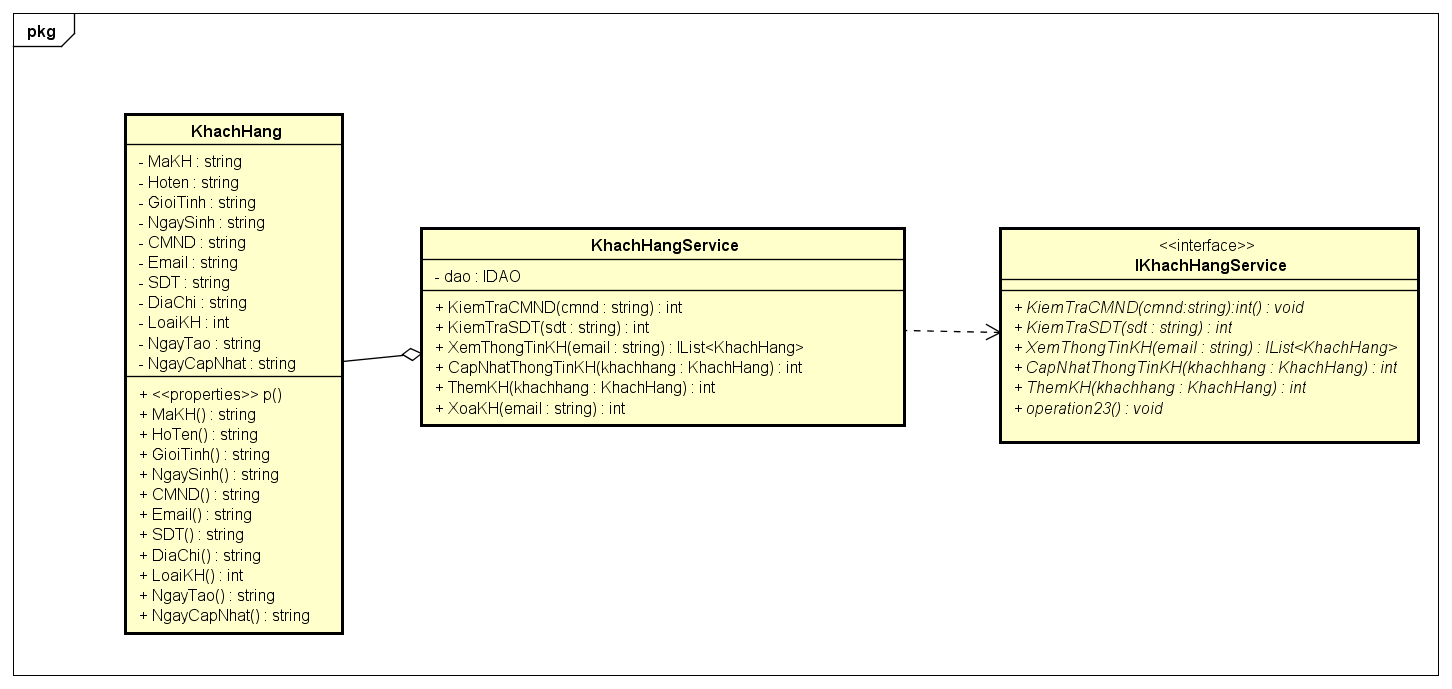 pkg
KhachHang
- MaKH : string
- Hoten : string
- GioiTinh : string
- NgaySinh : string
- CMND : string
- Email : string
- SDT : string
- DiaChi : string
- LoaiKH : int
- NgayTao : string
- NgayCapNhat : string
+ <<properties>> p()
+ MaKH() : string
+ HoTen() : string
+ GioiTinh() : string
+ NgaySinh() : string
+ CMND() : string
+ Email() : string
+ SDT() : string
+ DiaChi() : string
+ LoaiKH() : int
+ NgayTao() : string
+ NgayCapNhat() : string
KhachHangService
- dao : IDAO
+ KiemTraCMND(cmnd : string) : int
+ KiemTraSDT(sdt : string) : int
+ XemThongTinKH(email : string) : IList<KhachHang>
+ CapNhatThongTinKH(khachhang : KhachHang) : int
+ ThemKH(khachhang : KhachHang) : int
+ XoaKH(email : string) : int
<<interface>>
IKhachHangService
+ KiemTraCMND(cmnd:string):int() : void
+ KiemTraSDT(sdt : string) : int
+ XemThongTinKH(email : string) : IList<KhachHang>
+ CapNhatThongTinKH(khachhang : KhachHang) : int
+ ThemKH(khachhang : KhachHang) : int
+ operation23() : void